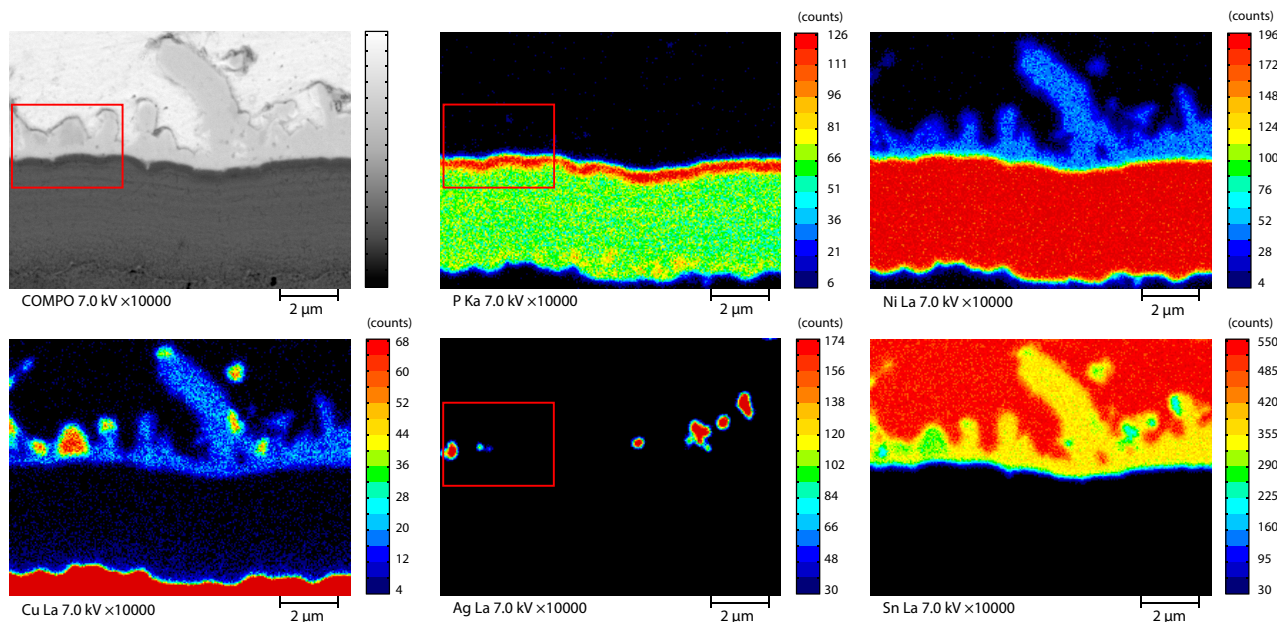 (counts)
126
111
96
81
66
51
36
21
6
COMPO 7.0 kV ×10000
2 µm
P Ka 7.0 kV ×10000
2 µm
(counts)
196
172
148
124
100
76
52
28
4
Ni La 7.0 kV ×10000
2 µm
(counts)
68
60
52
44
36
28
20
12
4
Cu La 7.0 kV ×10000
2 µm
(counts)
174
156
138
120
102
84
66
48
30
Ag La 7.0 kV ×10000
2 µm
(counts)
550
485
420
355
290
225
160
95
30
Sn La 7.0 kV ×10000
2 µm